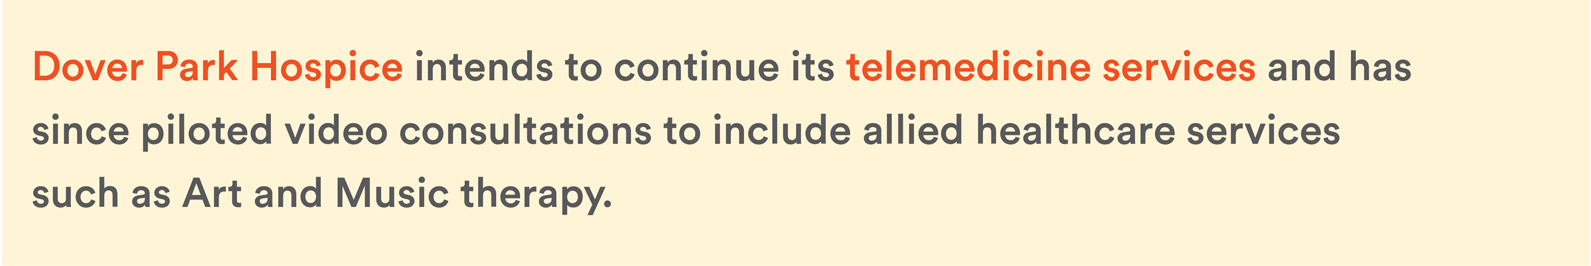 Dover Park Hospice intends to continue its telemedicine services and has
since piloted video consultations to include allied healthcare services
such as Art and Music therapy.